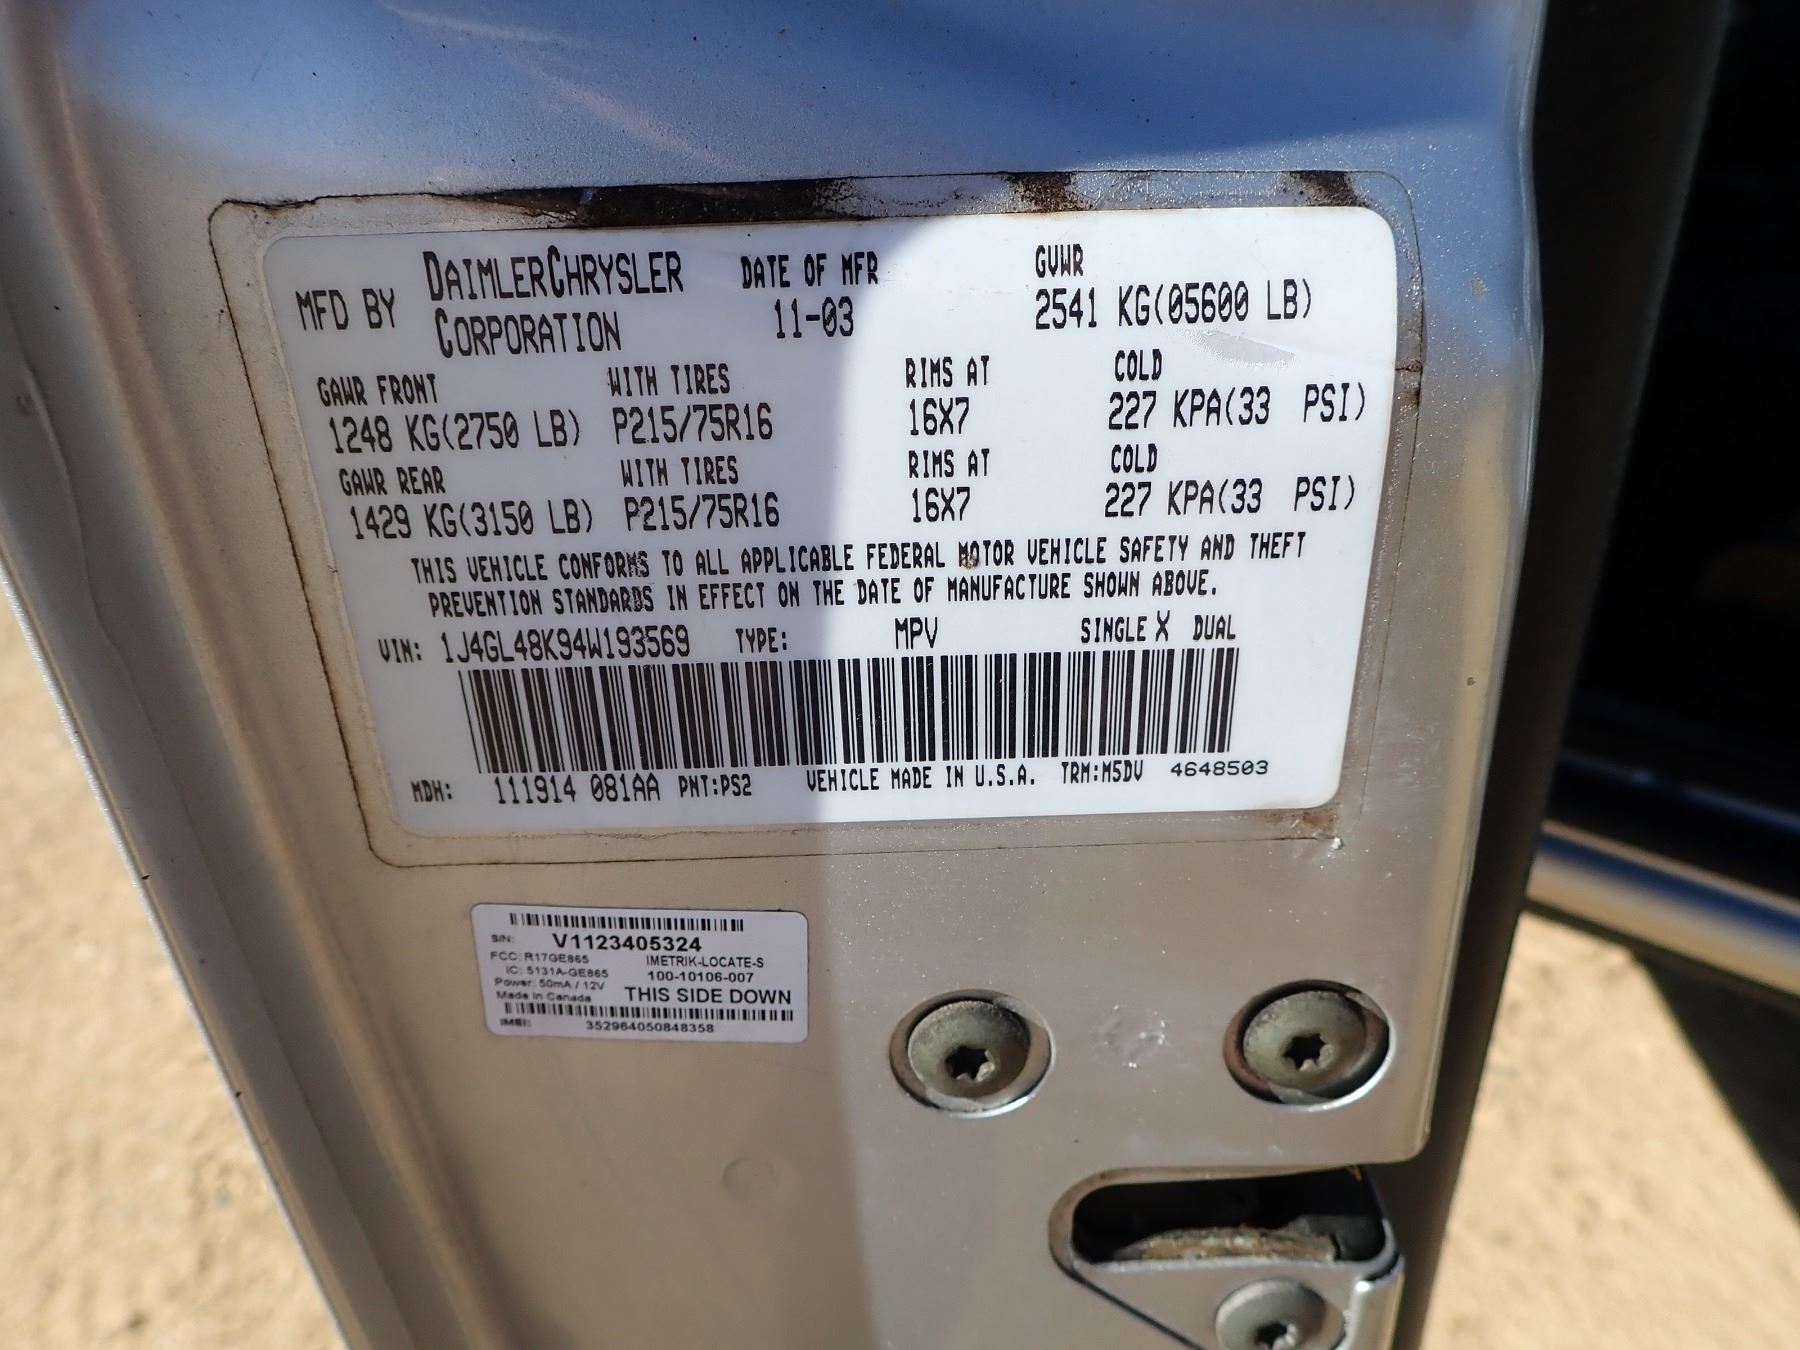 MFD BY DAIMLERCHRYSLER CORPORATION DATE OF MFR 11-03 GVWR 2541 KG(05600 LB)
GAWR FRONT WITH TIRES RIMS AT COLD
1248 KG(2750 LB) P215/75R16 16X7 227 KPA(33 PSI)
GAWR REAR WITH TIRES RIMS AT COLD
1429 KG(3150 LB) P215/75R16 16X7 227 KPA(33 PSI)
THIS VEHICLE CONFORMS TO ALL APPLICABLE FEDERAL MOTOR VEHICLE SAFETY AND THEFT
PREVENTION STANDARDS IN EFFECT ON THE DATE OF MANUFACTURE SHOWN ABOVE.
VIN: 1J4GL48K94W193569 TYPE: MPV SINGLE X DUAL
MDH: 111914 081AA PNT:PS2 VEHICLE MADE IN U.S.A. TRM:M5DV 4648503
S/N: V1123405324
FCC: R17GE865 IMETRIK-LOCATE-S
IC: 5131A-GE865 100-10106-007
Power: 50mA / 12V
Made in Canada THIS SIDE DOWN
IMEI: 352964050848358